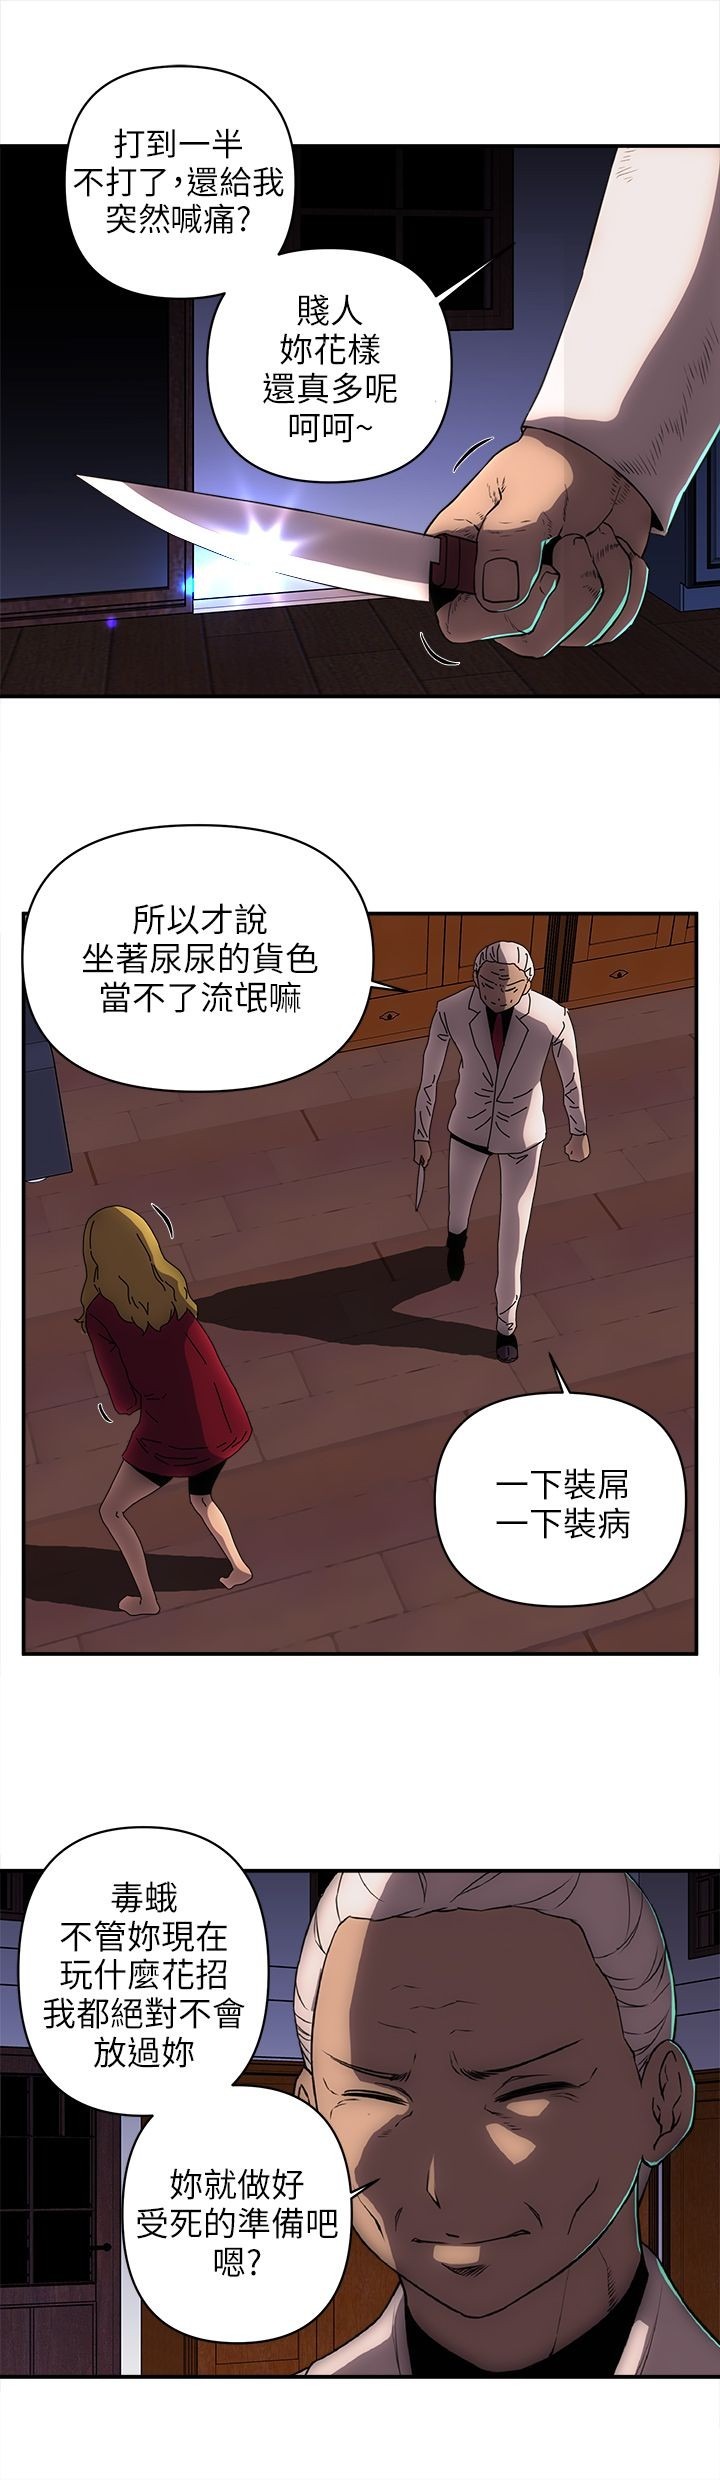 打到一半
不打了，還給我
突然喊痛?
賤人
妳花樣
還真多呢
呵呵~
所以才說
坐著尿尿的貨色
當不了流氓嘛
一下裝屌
一下裝病
毒蛾
不管妳現在
玩什麼花招
我都絕對不會
放過妳
妳就做好
受死的準備吧
嗯?